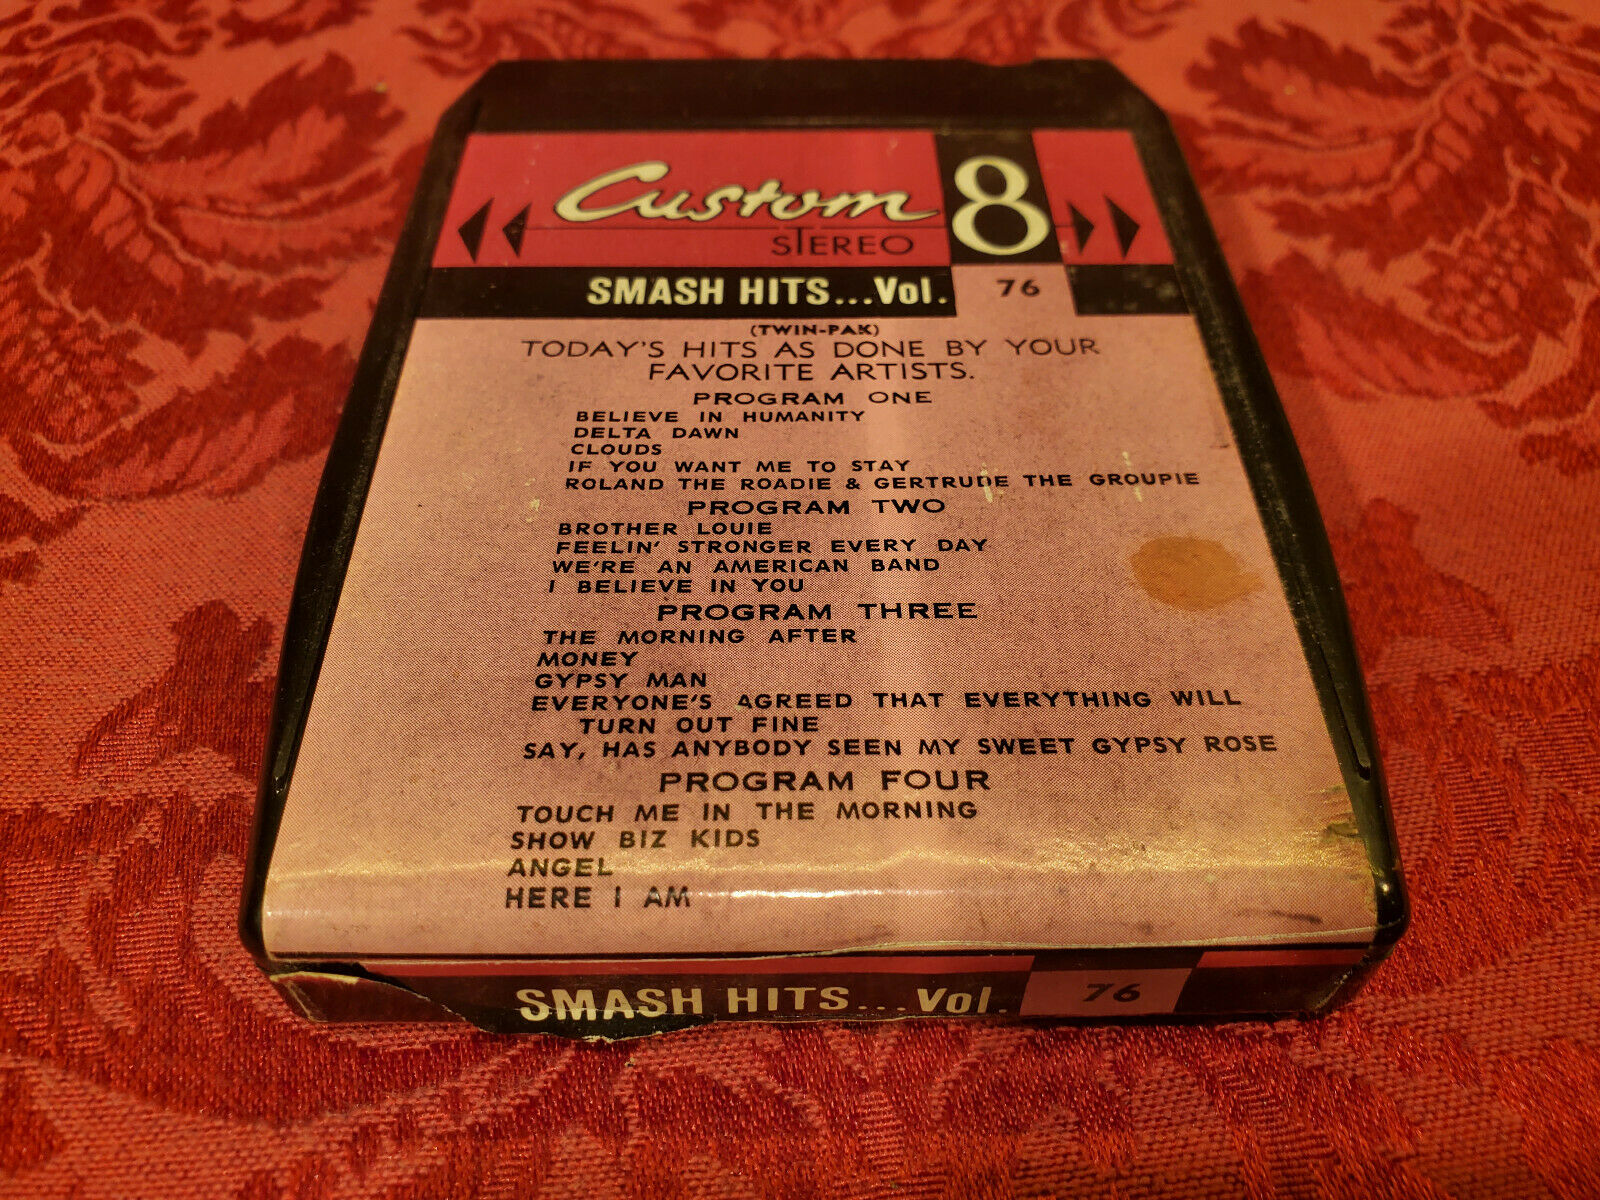 Custom 8
STEREO
SMASH HITS...Vol. 76
(TWIN-PAK)
TODAY'S HITS AS DONE BY YOUR
FAVORITE ARTISTS.
PROGRAM ONE
BELIEVE IN HUMANITY
DELTA DAWN
CLOUDS
IF YOU WANT ME TO STAY
ROLAND THE ROADIE & GERTRUDE THE GROUPIE
PROGRAM TWO
BROTHER LOUIE
FEELIN' STRONGER EVERY DAY
WE'RE AN AMERICAN BAND
I BELIEVE IN YOU
PROGRAM THREE
THE MORNING AFTER
MONEY
GYPSY MAN
EVERYONE'S AGREED THAT EVERYTHING WILL
TURN OUT FINE
SAY, HAS ANYBODY SEEN MY SWEET GYPSY ROSE
PROGRAM FOUR
TOUCH ME IN THE MORNING
SHOW BIZ KIDS
ANGEL
HERE I AM
SMASH HITS...Vol. 76